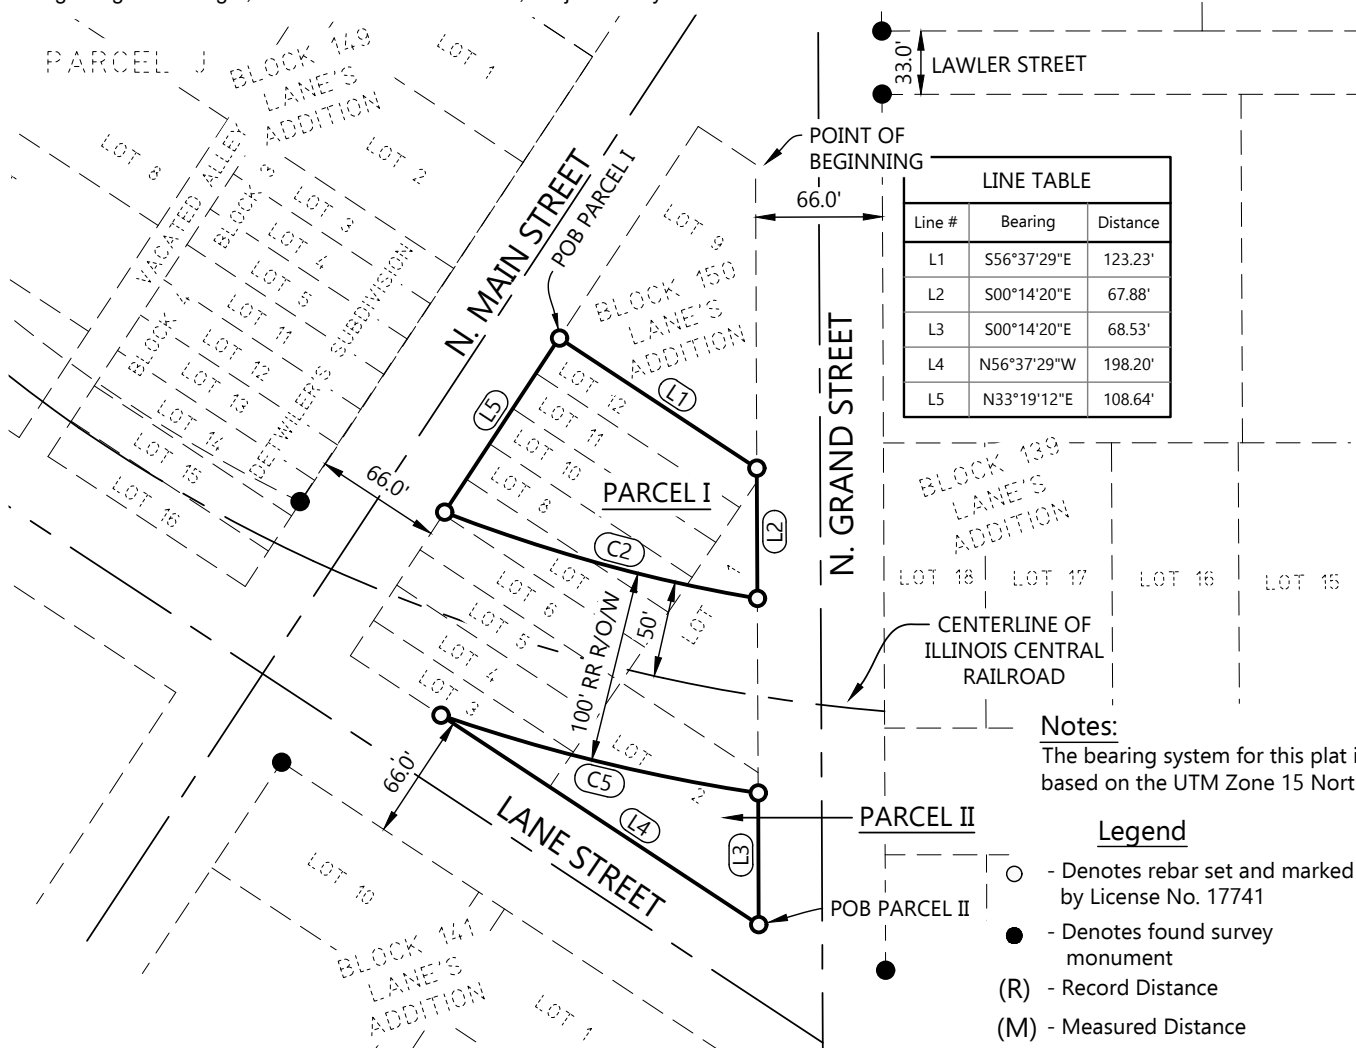 PARCEL J
BLOCK 149
LANE'S
ADDITION
LOT 1
LOT 2
LOT 8
VACATED ALLEY
BLOCK 3
LOT 3
LOT 4
LOT 5
LOT 11
LOT 12
LOT 13
LOT 14
LOT 15
LOT 16
BLOCK 4
DETWILER'S SUBDIVISION
N. MAIN STREET
POB PARCEL I
66.0'
LOT 9
BLOCK 150
LANE'S
ADDITION
33.0'
LAWLER STREET
POINT OF
BEGINNING
66.0'
LINE TABLE
Line # Bearing Distance
L1 S56°37'29"E 123.23'
L2 S00°14'20"E 67.88'
L3 S00°14'20"E 68.53'
L4 N56°37'29"W 198.20'
L5 N33°19'12"E 108.64'
N. GRAND STREET
L5
L1
LOT 12
LOT 11
LOT 10
LOT 8
PARCEL I
L2
C2
LOT
LOT 6
LOT 5
LOT 4
LOT 3
LOT 1
100' RR R/O/W
50'
BLOCK 139
LANE'S
ADDITION
LOT 18
LOT 17
LOT 16
LOT 15
CENTERLINE OF
ILLINOIS CENTRAL
RAILROAD
66.0'
LOT 2
C5
L4
L3
PARCEL II
LANE STREET
POB PARCEL II
LOT 10
BLOCK 141
LANE'S
ADDITION
LOT 1
Notes:
The bearing system for this plat i
based on the UTM Zone 15 Nort
Legend
- Denotes rebar set and marked
by License No. 17741
- Denotes found survey
monument
(R) - Record Distance
(M) - Measured Distance